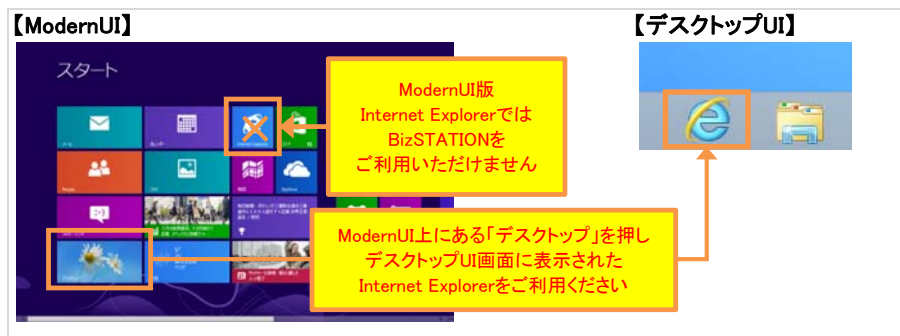 【ModernUI】
【デスクトップUI】
スタート
ModernUI版
Internet Explorerでは
BizSTATIONを
ご利用いただけません
ModernUI上にある「デスクトップ」を押し
デスクトップUI画面に表示された
Internet Explorerをご利用ください